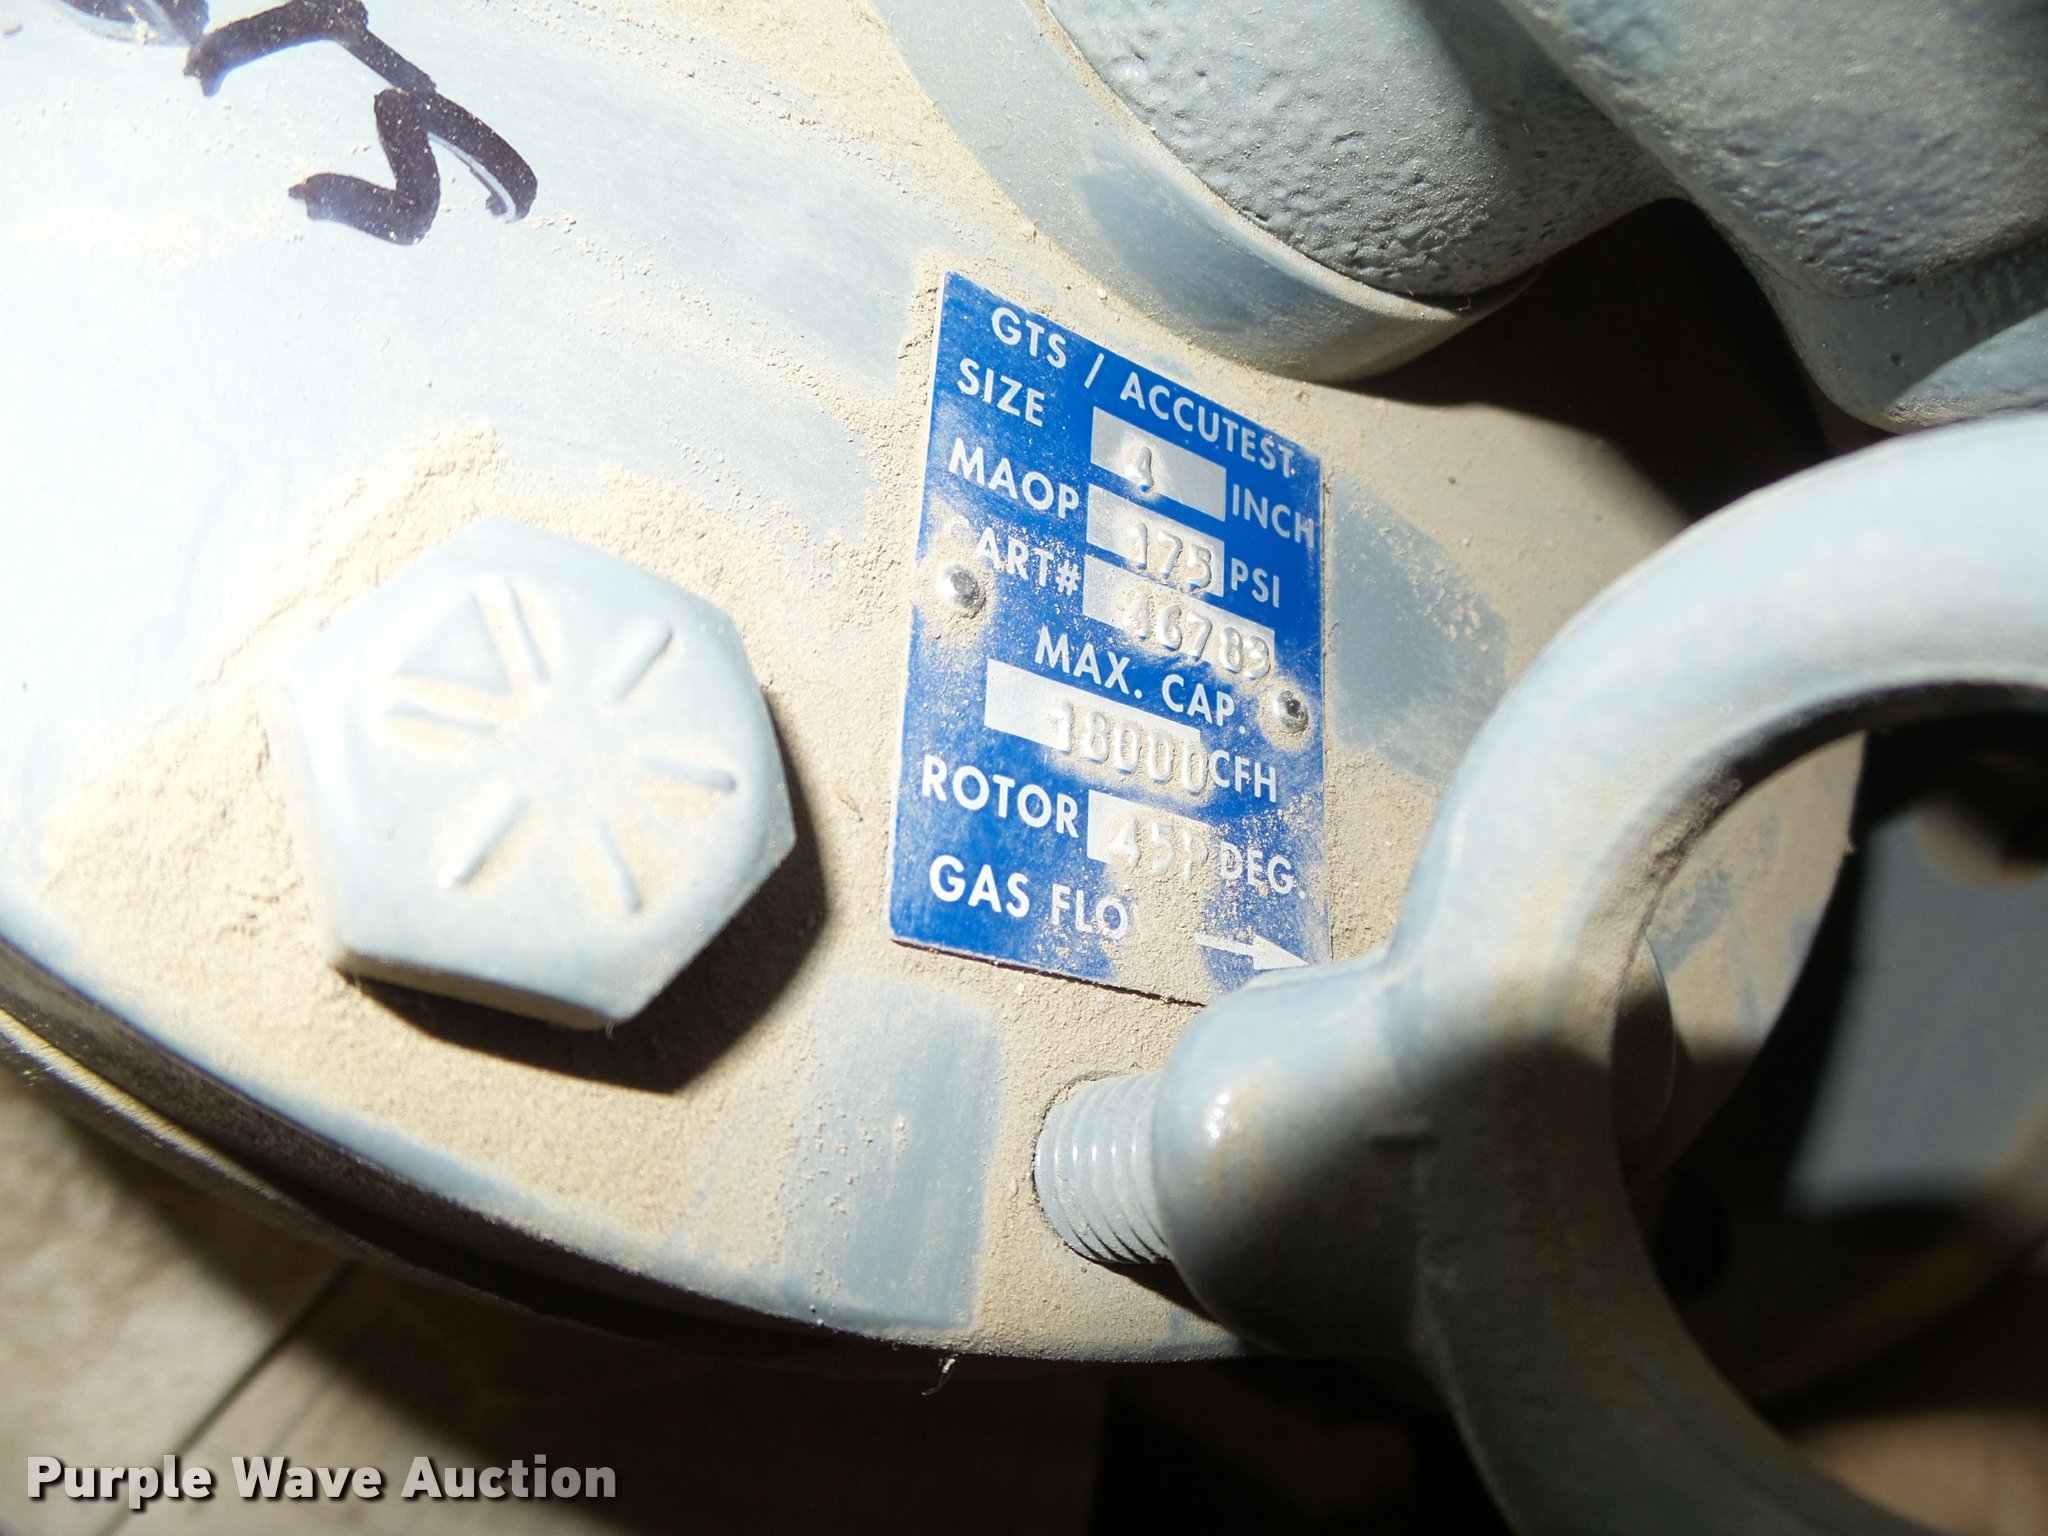 GTS / ACCUTEST
SIZE 4 INCH
MAOP 175 PSI
CART# 46783
MAX. CAP.
18000 CFH
ROTOR 45P DEG.
GAS FLO
Purple Wave Auction